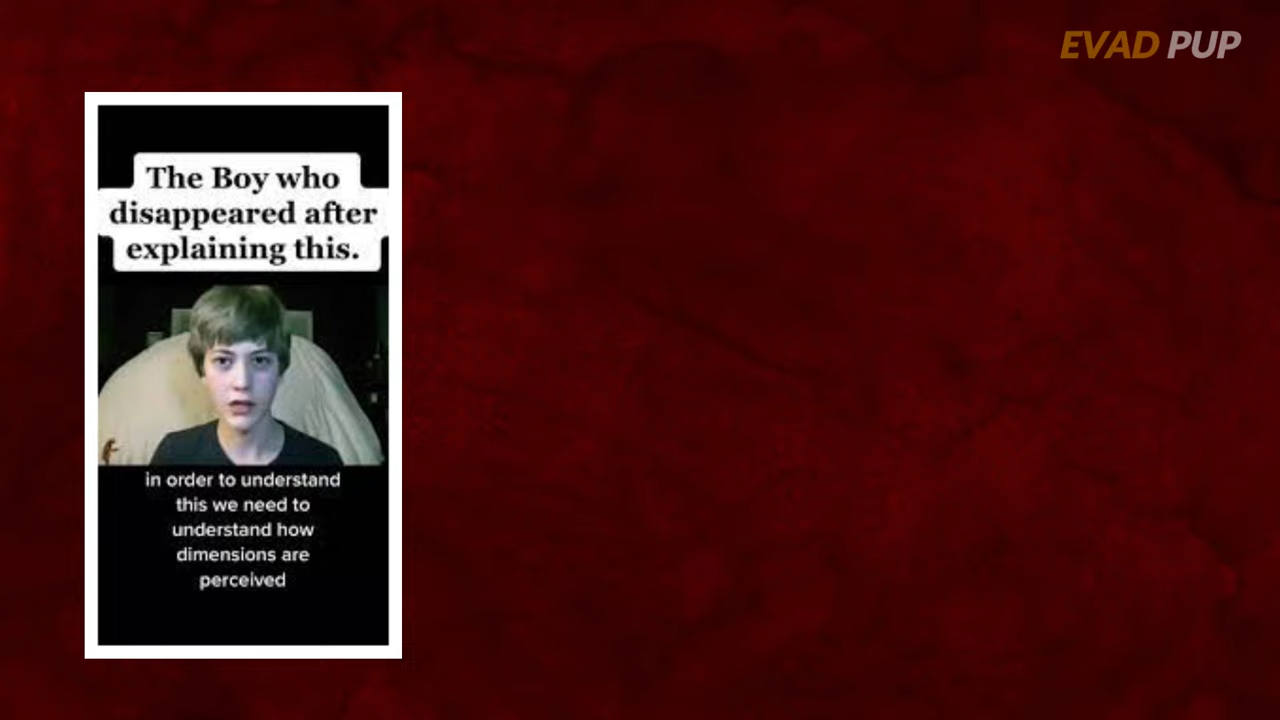 EVAD PUP
The Boy who
disappeared after
explaining this.
in order to understand
this we need to
understand how
dimensions are
perceived